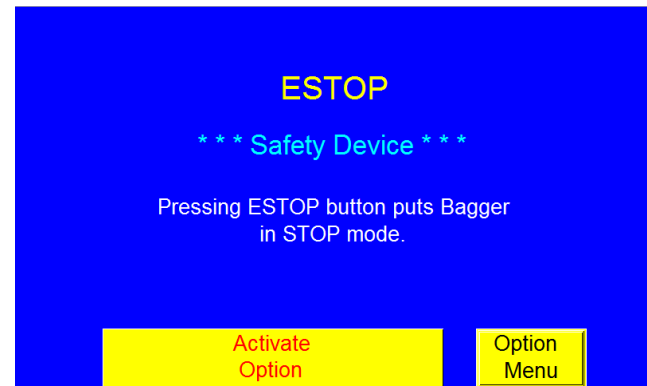 ESTOP
* * * Safety Device * * *
Pressing ESTOP button puts Bagger
in STOP mode.
Activate
Option
Option
Menu